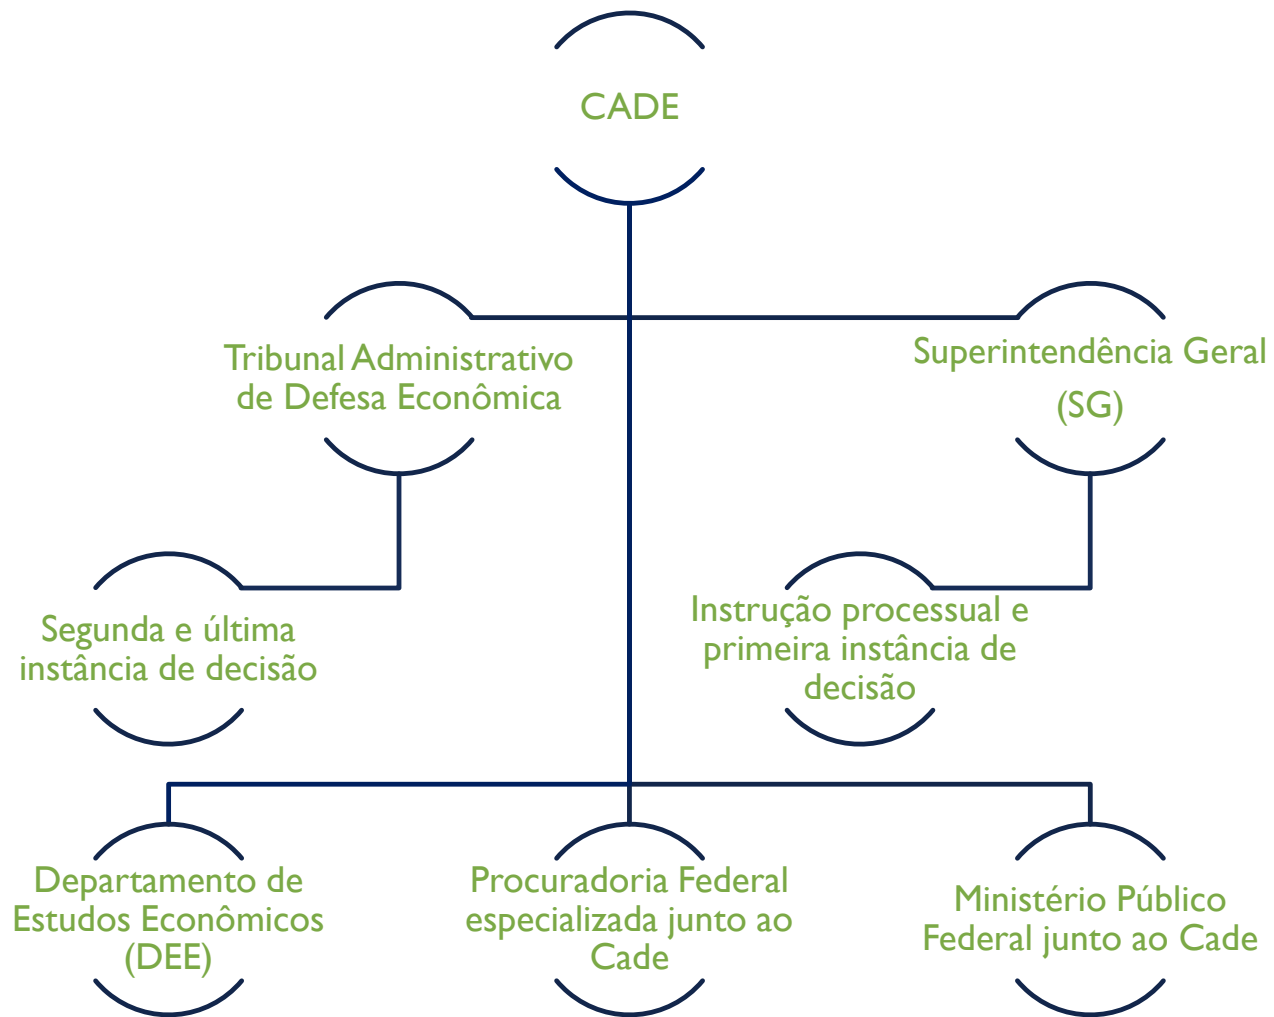 CADE
Tribunal Administrativo
de Defesa Econômica
Superintendência Geral
(SG)
Segunda e última
instância de decisão
Instrução processual e
primeira instância de
decisão
Departamento de
Estudos Econômicos
(DEE)
Procuradoria Federal
especializada junto ao
Cade
Ministério Público
Federal junto ao Cade